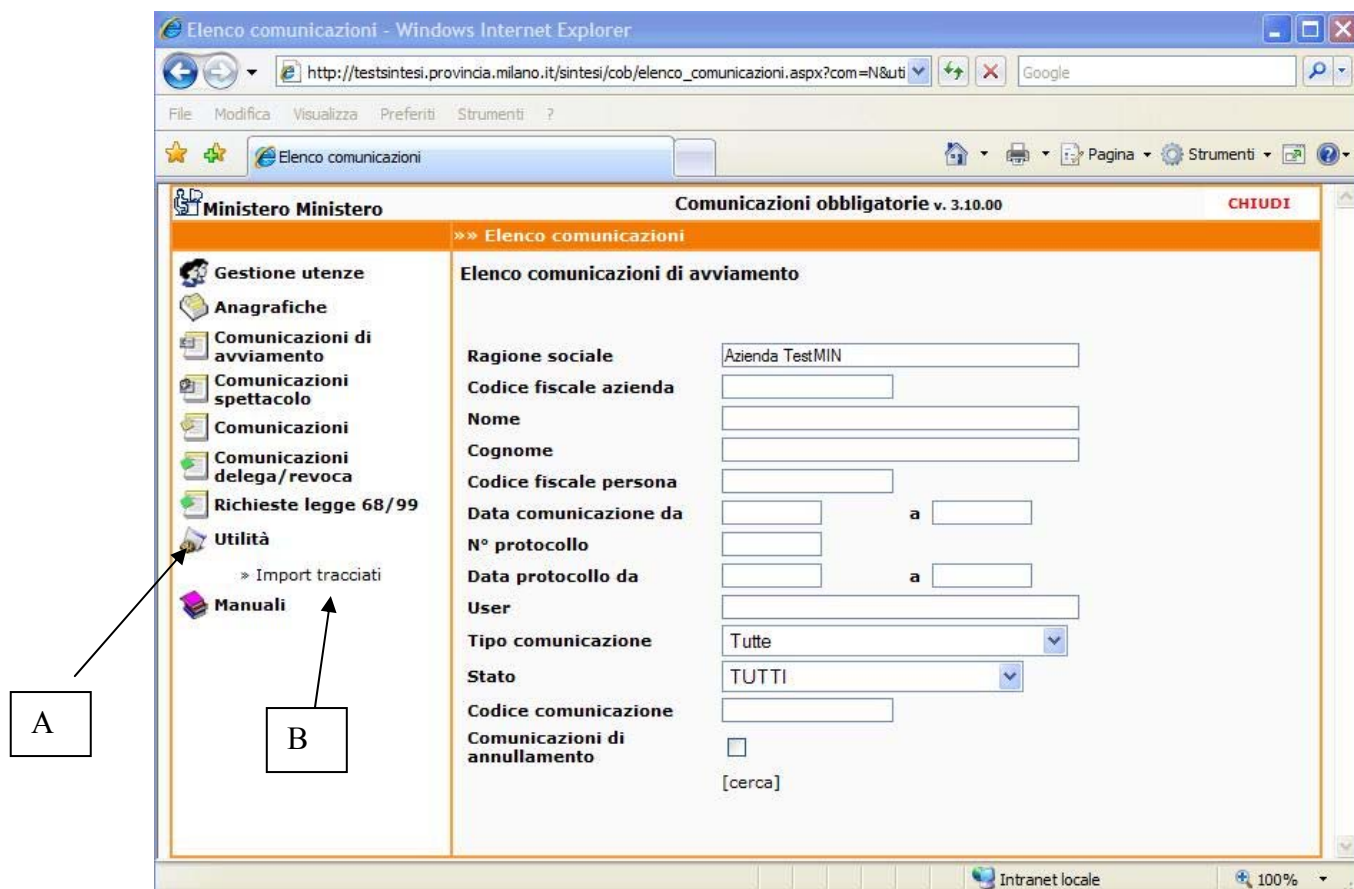 Elenco comunicazioni - Windows Internet Explorer
http://testsintesi.provincia.milano.it/sintesi/cob/elenco_comunicazioni.aspx?com=N&uti
Google
File Modifica Visualizza Preferiti Strumenti ?
Elenco comunicazioni
Pagina Strumenti
Ministero Ministero
Comunicazioni obbligatorie v. 3.10.00
CHIUDI
»» Elenco comunicazioni
Gestione utenze
Anagrafiche
Comunicazioni di
avviamento
Comunicazioni
spettacolo
Comunicazioni
Comunicazioni
delega/revoca
Richieste legge 68/99
Utilità
» Import tracciati
Manuali
A
B
Elenco comunicazioni di avviamento
Ragione sociale Azienda TestMIN
Codice fiscale azienda
Nome
Cognome
Codice fiscale persona
Data comunicazione da a
N° protocollo
Data protocollo da a
User
Tipo comunicazione Tutte
Stato TUTTI
Codice comunicazione
Comunicazioni di
annullamento
[cerca]
Intranet locale 100%